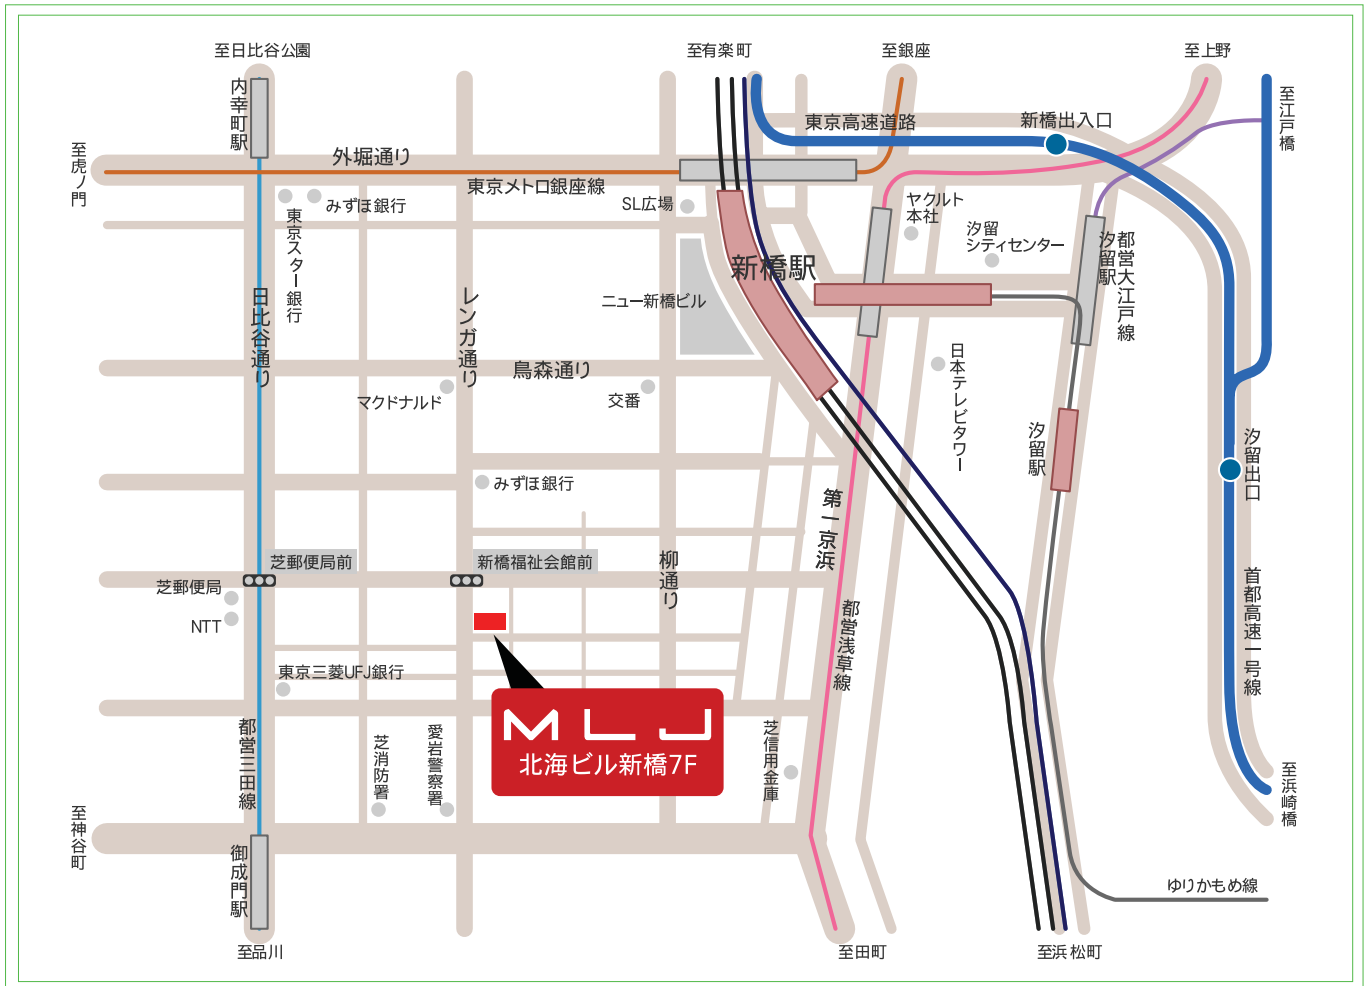 至日比谷公園
至有楽町
至銀座
至上野
内幸町駅
至江戸橋
東京高速道路
新橋出入口
至虎ノ門
外堀通り
東京メトロ銀座線
みずほ銀行
SL広場
ヤクルト
本社
汐留
シティセンター
東京スター銀行
新橋駅
都営大江戸線
汐留駅
日比谷通り
レンガ通り
ニュー新橋ビル
烏森通り
日本テレビタワー
マクドナルド
交番
汐留駅
汐留出口
みずほ銀行
第一京浜
芝郵便局前
新橋福祉会館前
柳通り
芝郵便局
NTT
首都高速一号線
都営浅草線
東京三菱UFJ銀行
MLJ
北海ビル新橋7F
都営三田線
芝消防署
愛岩警察署
芝信用金庫
至浜崎橋
至神谷町
御成門駅
ゆりかもめ線
至品川
至田町
至浜松町